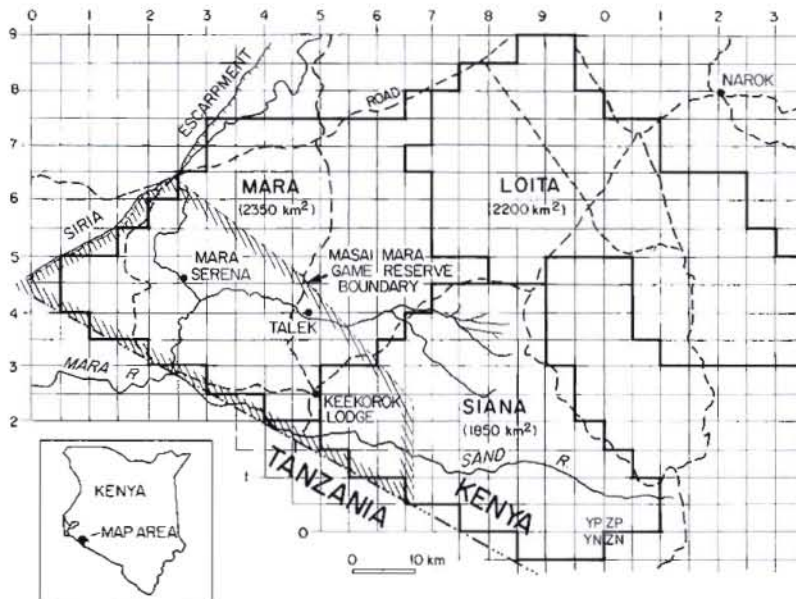 0 1 2 3 4 5 6 7 8 9 0 1 2 3
9
8
7
6
5
4
3
2
1
0
ESCARPMENT
SIRIA
ROAD
NAROK
MARA
(2350 km²)
LOITA
(2200 km²)
MARA
SERENA
MASAI MARA
GAME RESERVE
BOUNDARY
TALEK
MARA R.
KEEKOROK
LODGE
SIANA
(1850 km²)
SAND R.
TANZANIA
KENYA
YP ZP
YN ZN
KENYA
MAP AREA
0 10 km